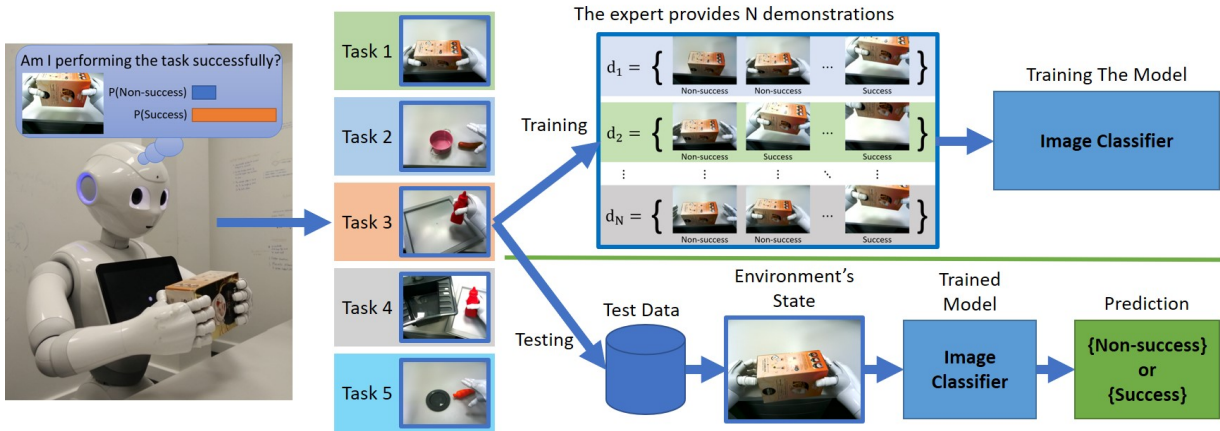 Am I performing the task successfully?
P(Non-success)
P(Success)
Task 1
Task 2
Task 3
Task 4
Task 5
Training
Testing
The expert provides N demonstrations
d₁ = { ... }
Non-success Non-success Success
d₂ = { ... }
Non-success Success Success
⋮ ⋮ ⋮ ⋱ ⋮
d_N = { ... }
Non-success Non-success Success
Training The Model
Image Classifier
Test Data
Environment's
State
Trained
Model
Image
Classifier
Prediction
{Non-success}
or
{Success}